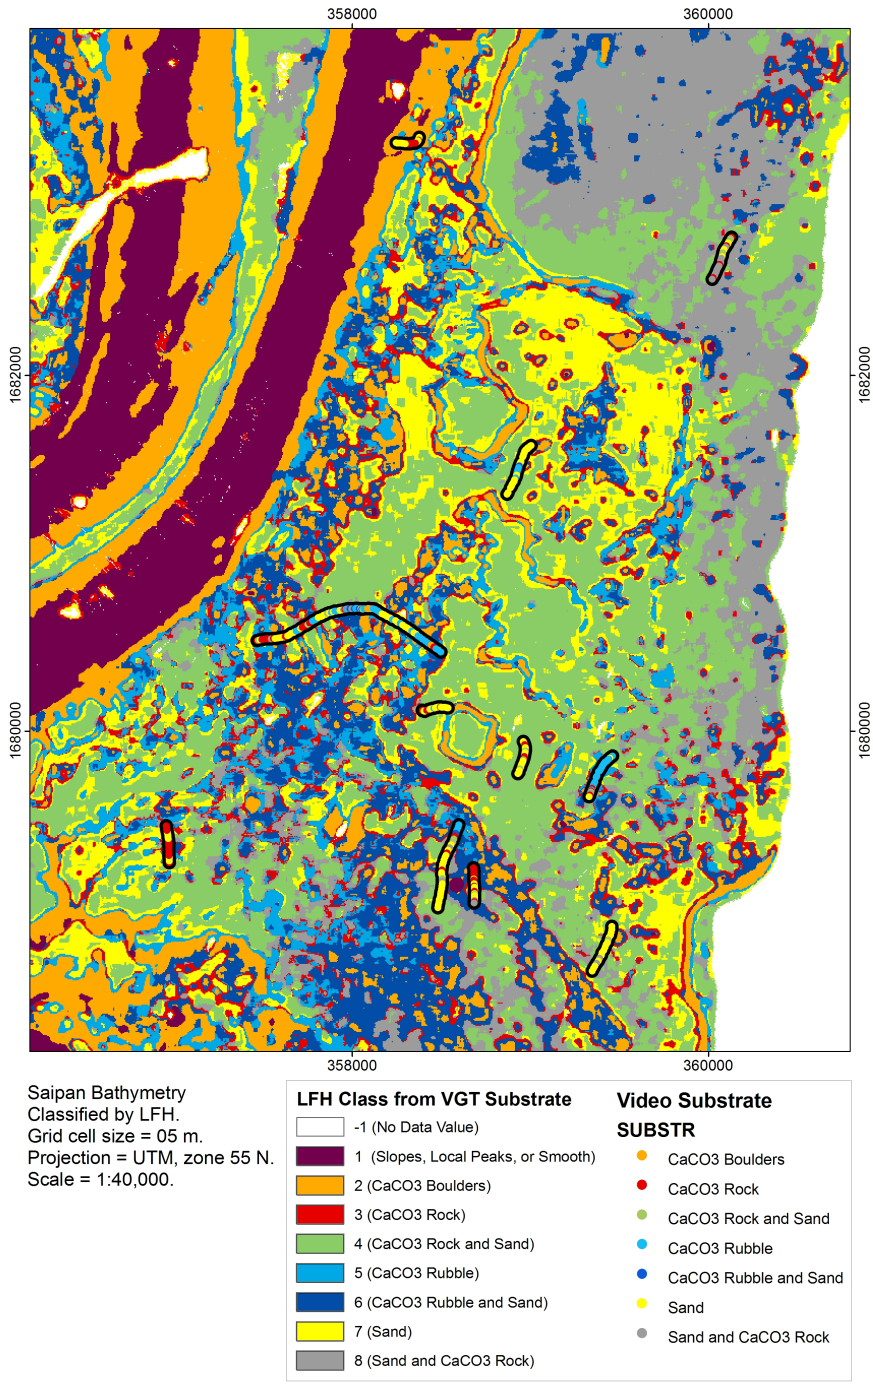 358000
360000
1682000
1682000
1680000
1680000
358000
360000
Saipan Bathymetry
Classified by LFH.
Grid cell size = 05 m.
Projection = UTM, zone 55 N.
Scale = 1:40,000.
LFH Class from VGT Substrate
-1 (No Data Value)
1 (Slopes, Local Peaks, or Smooth)
2 (CaCO3 Boulders)
3 (CaCO3 Rock)
4 (CaCO3 Rock and Sand)
5 (CaCO3 Rubble)
6 (CaCO3 Rubble and Sand)
7 (Sand)
8 (Sand and CaCO3 Rock)
Video Substrate
SUBSTR
CaCO3 Boulders
CaCO3 Rock
CaCO3 Rock and Sand
CaCO3 Rubble
CaCO3 Rubble and Sand
Sand
Sand and CaCO3 Rock